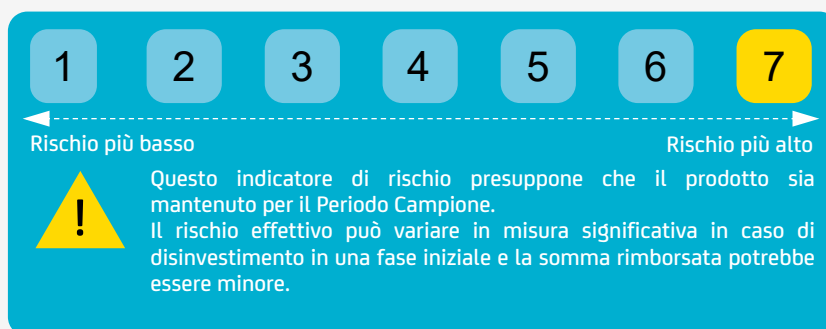 1 2 3 4 5 6 7
Rischio più basso Rischio più alto
Questo indicatore di rischio presuppone che il prodotto sia
mantenuto per il Periodo Campione.
Il rischio effettivo può variare in misura significativa in caso di
disinvestimento in una fase iniziale e la somma rimborsata potrebbe
essere minore.
!